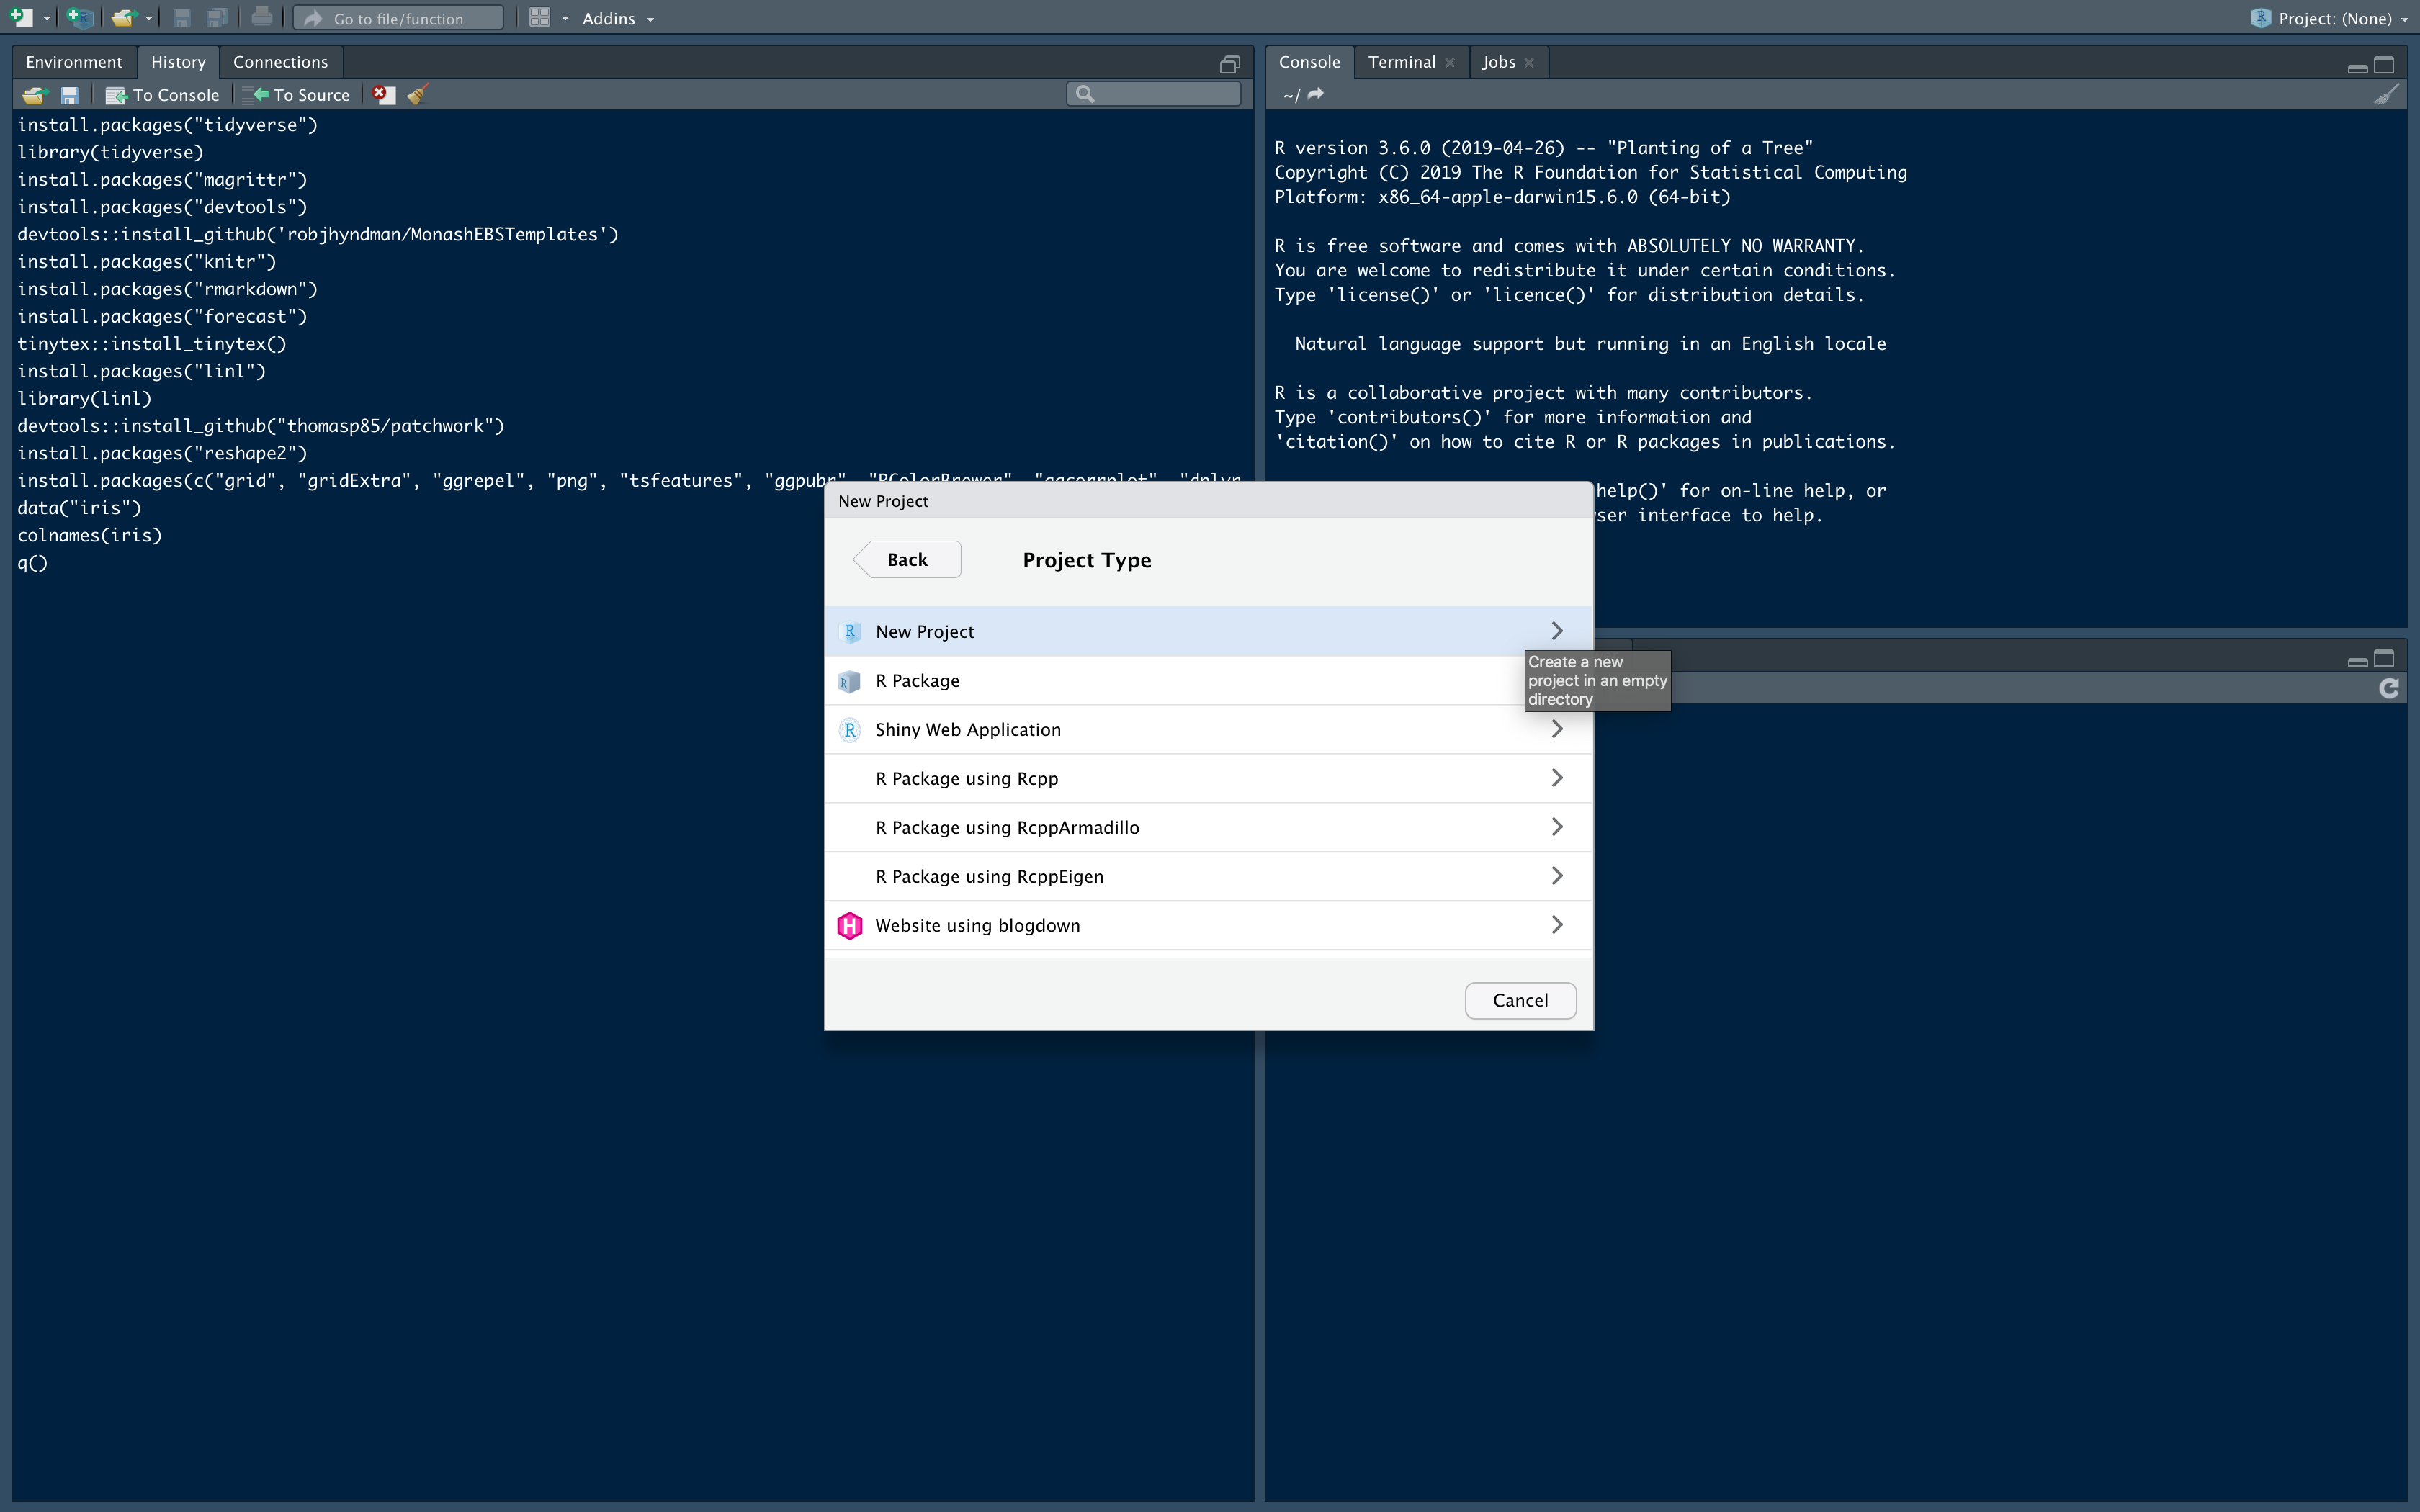 Go to file/function
Addins
Project: (None)
Environment
History
Connections
To Console
To Source
install.packages("tidyverse")
library(tidyverse)
install.packages("magrittr")
install.packages("devtools")
devtools::install_github('robjhyndman/MonashEBSTemplates')
install.packages("knitr")
install.packages("rmarkdown")
install.packages("forecast")
tinytex::install_tinytex()
install.packages("linl")
library(linl)
devtools::install_github("thomasp85/patchwork")
install.packages("reshape2")
install.packages(c("grid", "gridExtra", "ggrepel", "png", "tsfeatures", "ggpubr", "RColorBrewer", "ggcorrplot", "dplyr
data("iris")
colnames(iris)
q()
Console
Terminal
Jobs
~/
R version 3.6.0 (2019-04-26) -- "Planting of a Tree"
Copyright (C) 2019 The R Foundation for Statistical Computing
Platform: x86_64-apple-darwin15.6.0 (64-bit)
R is free software and comes with ABSOLUTELY NO WARRANTY.
You are welcome to redistribute it under certain conditions.
Type 'license()' or 'licence()' for distribution details.
Natural language support but running in an English locale
R is a collaborative project with many contributors.
Type 'contributors()' for more information and
'citation()' on how to cite R or R packages in publications.
help()' for on-line help, or
ser interface to help.
New Project
Back
Project Type
New Project
R Package
Shiny Web Application
R Package using Rcpp
R Package using RcppArmadillo
R Package using RcppEigen
Website using blogdown
Cancel
Create a new
project in an empty
directory